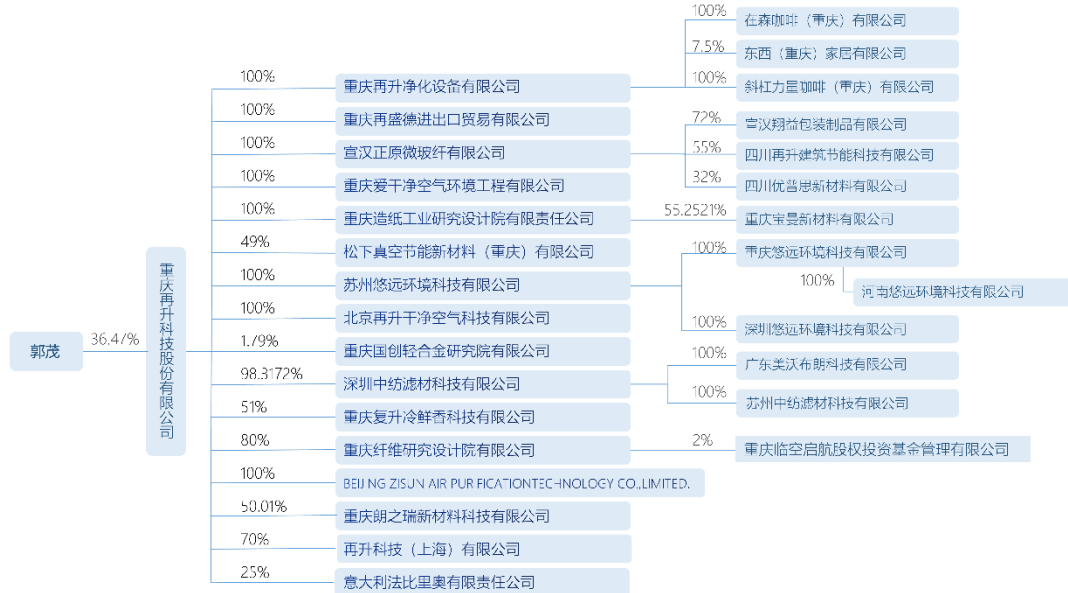 郭茂
36.47%
重庆再升科技股份有限公司
100%
重庆再升净化设备有限公司
100%
在森咖啡（重庆）有限公司
7.5%
东西（重庆）家居有限公司
100%
斜杠力量咖啡（重庆）有限公司
100%
重庆再盛德进出口贸易有限公司
100%
宣汉正原微玻纤有限公司
72%
宣汉翔益包装制品有限公司
55%
四川再升建筑节能科技有限公司
32%
四川优普思新材料有限公司
100%
重庆爱干净空气环境工程有限公司
100%
重庆造纸工业研究设计院有限责任公司
55.2521%
重庆宝曼新材料有限公司
49%
松下真空节能新材料（重庆）有限公司
100%
苏州悠远环境科技有限公司
100%
重庆悠远环境科技有限公司
100%
河南悠远环境科技有限公司
100%
深圳悠远环境科技有限公司
100%
北京再升干净空气科技有限公司
1.79%
重庆国创轻合金研究院有限公司
98.3172%
深圳中纺滤材科技有限公司
100%
广东美沃布朗科技有限公司
100%
苏州中纺滤材科技有限公司
51%
重庆复升冷鲜香科技有限公司
80%
重庆纤维研究设计院有限公司
2%
重庆临空启航股权投资基金管理有限公司
100%
BEIJING ZISUN AIR PUR FICATIONTECHNOLOGY CO.,LIMITED.
50.01%
重庆朗之瑞新材料科技有限公司
70%
再升科技（上海）有限公司
25%
意大利法比里奥有限责任公司